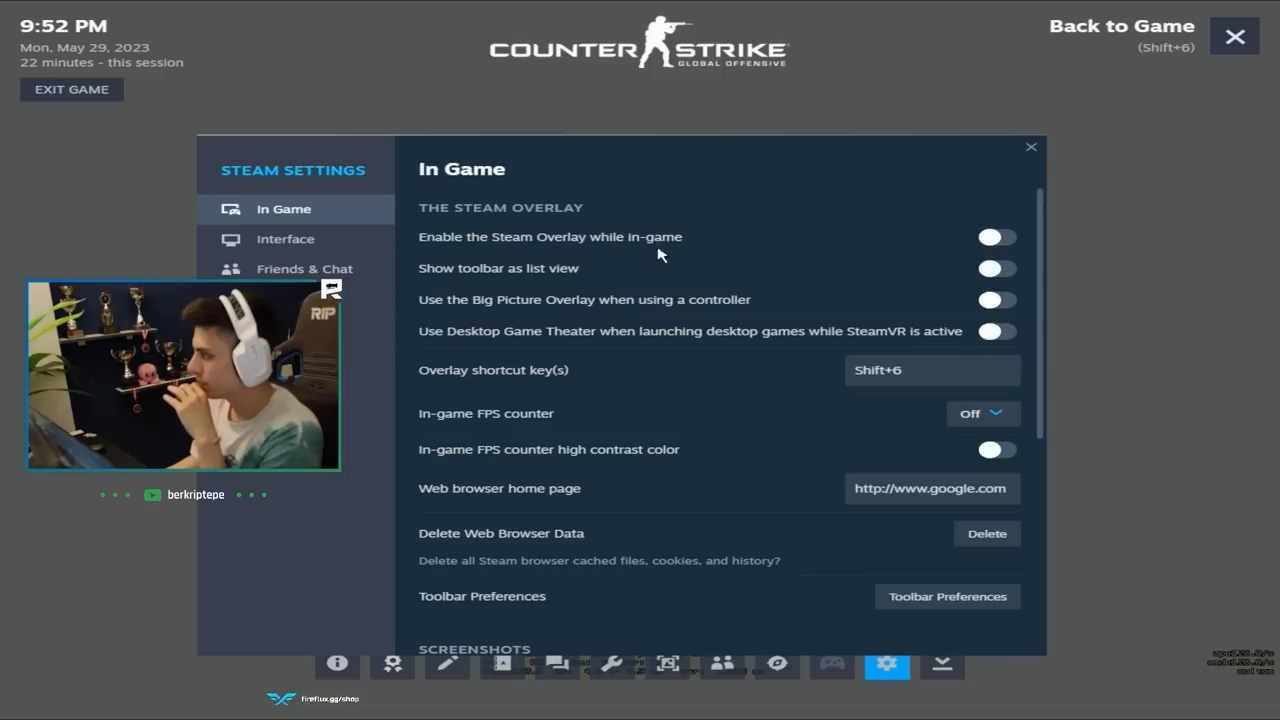 9:52 PM
Mon, May 29, 2023
22 minutes - this session
EXIT GAME
COUNTER STRIKE
GLOBAL OFFENSIVE
Back to Game
(Shift+6)
STEAM SETTINGS
In Game
Interface
Friends & Chat
In Game
THE STEAM OVERLAY
Enable the Steam Overlay while in-game
Show toolbar as list view
Use the Big Picture Overlay when using a controller
Use Desktop Game Theater when launching desktop games while SteamVR is active
Overlay shortcut key(s)
Shift+6
In-game FPS counter
Off
In-game FPS counter high contrast color
Web browser home page
http://www.google.com
Delete Web Browser Data
Delete
Delete all Steam browser cached files, cookies, and history?
Toolbar Preferences
Toolbar Preferences
SCREENSHOTS
RIP
berkriptepe
fireflux.gg/shop